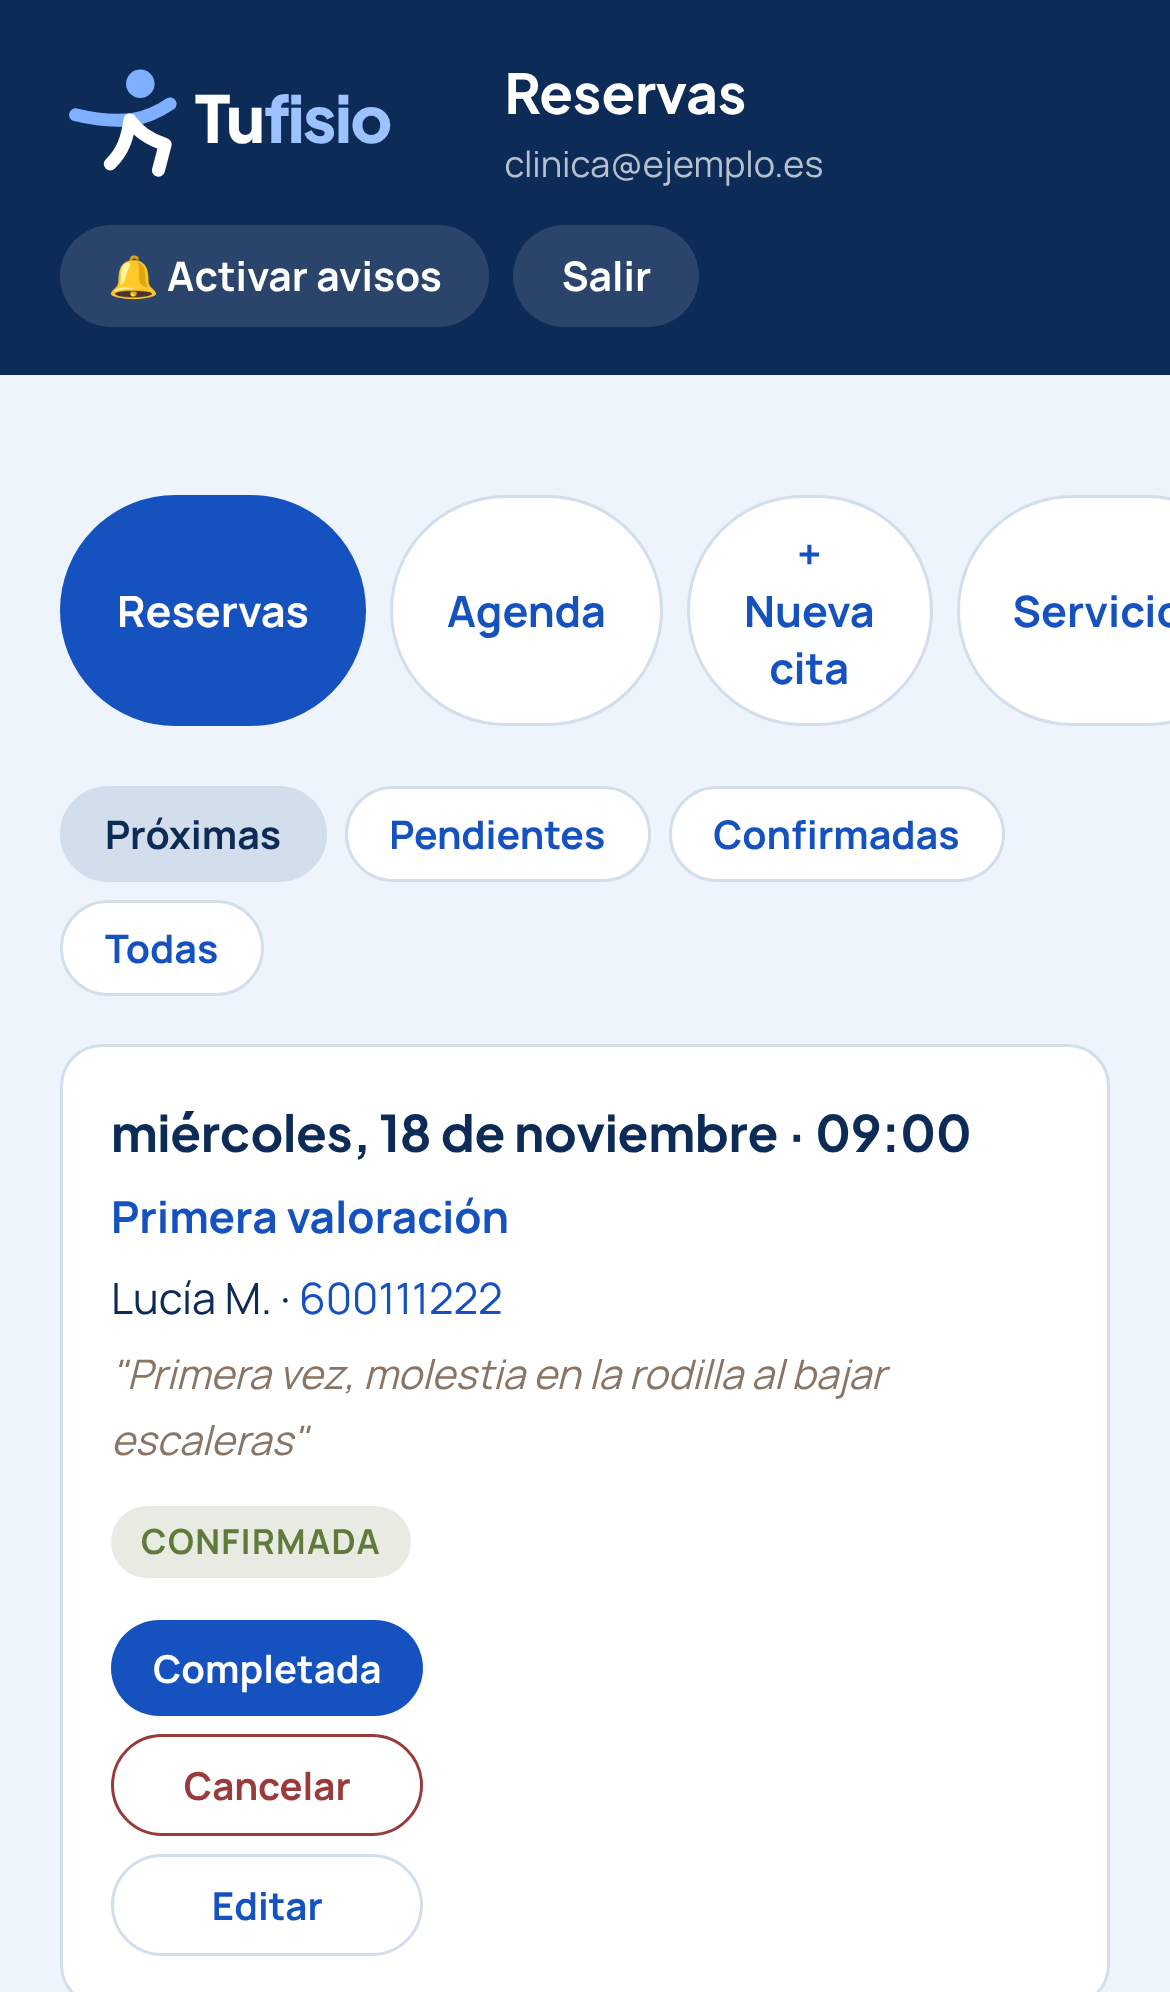 Tufisio
Reservas
clinica@ejemplo.es
🔔 Activar avisos
Salir
Reservas
Agenda
+
Nueva
cita
Próximas
Pendientes
Confirmadas
Todas
miércoles, 18 de noviembre · 09:00
Primera valoración
Lucía M. · 600111222
"Primera vez, molestia en la rodilla al bajar
escaleras"
CONFIRMADA
Completada
Cancelar
Editar